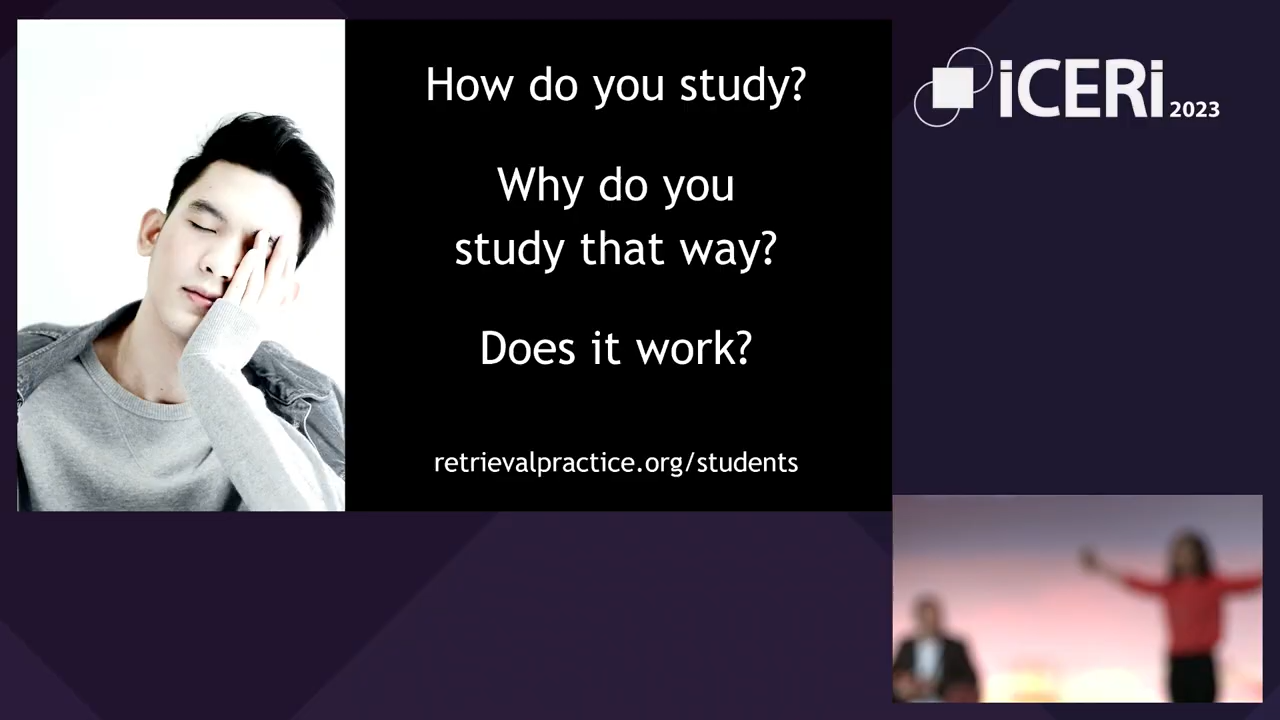 How do you study?
Why do you
study that way?
Does it work?
retrievalpractice.org/students
iCERi 2023